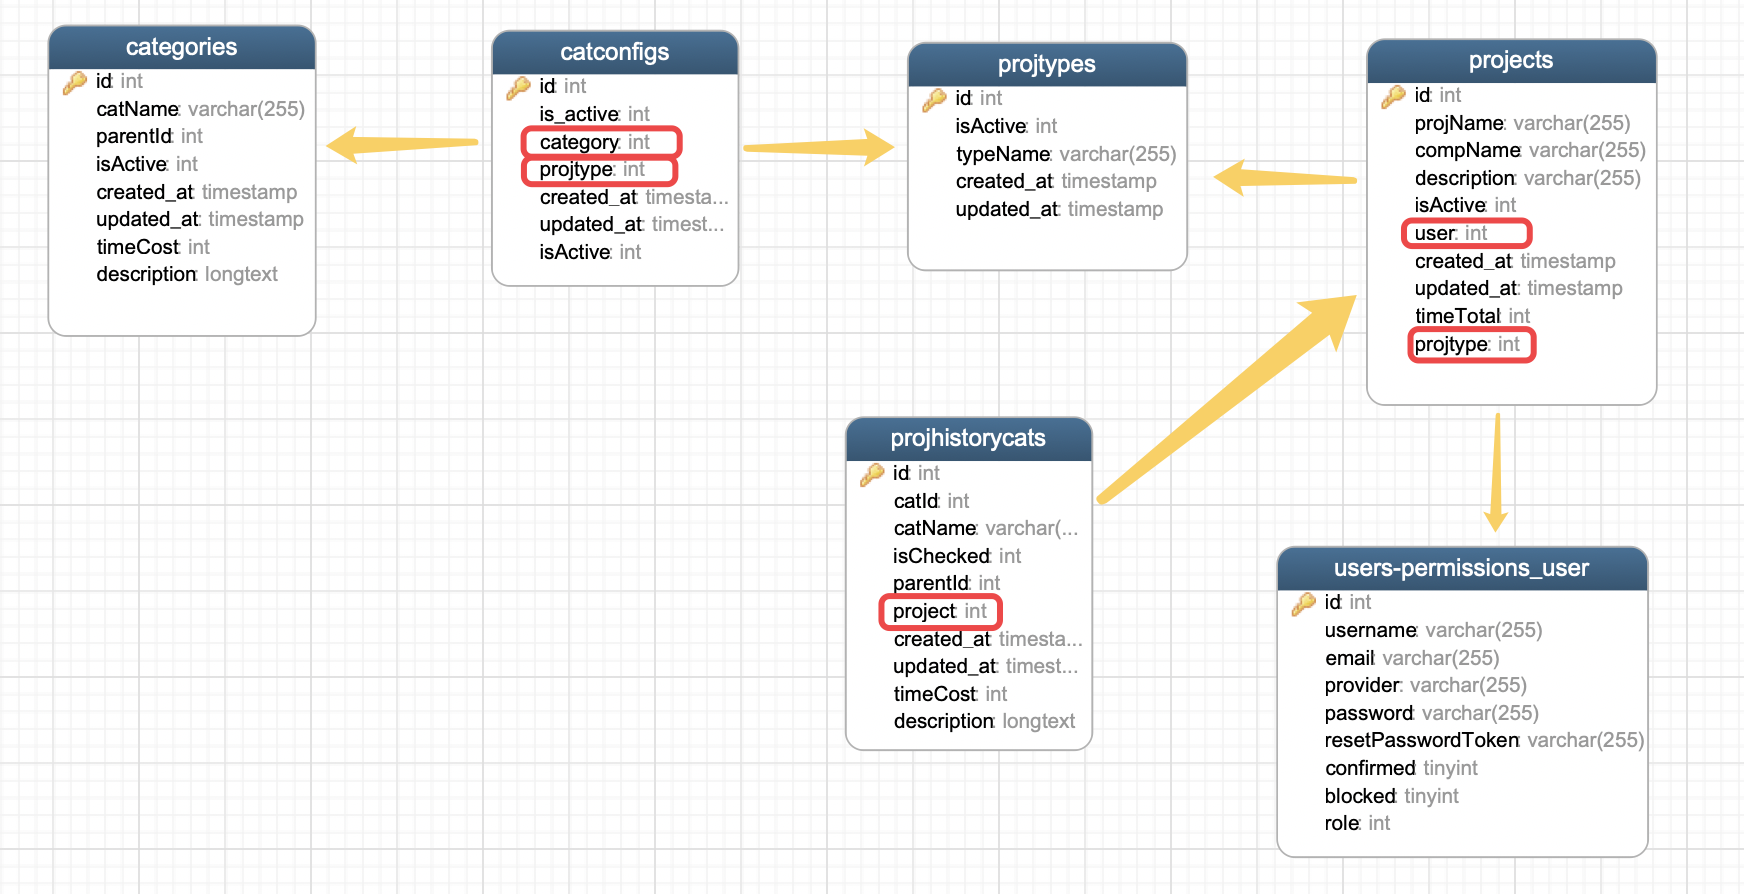 categories
id: int
catName: varchar(255)
parentId: int
isActive: int
created_at: timestamp
updated_at: timestamp
timeCost: int
description: longtext
catconfigs
id: int
is_active: int
category: int
projtype: int
created_at: timesta...
updated_at: timest...
isActive: int
projtypes
id: int
isActive: int
typeName: varchar(255)
created_at: timestamp
updated_at: timestamp
projects
id: int
projName: varchar(255)
compName: varchar(255)
description: varchar(255)
isActive: int
user: int
created_at: timestamp
updated_at: timestamp
timeTotal: int
projtype: int
projhistorycats
id: int
catId: int
catName: varchar(...
isChecked: int
parentId: int
project: int
created_at: timesta...
updated_at: timest...
timeCost: int
description: longtext
users-permissions_user
id: int
username: varchar(255)
email: varchar(255)
provider: varchar(255)
password: varchar(255)
resetPasswordToken: varchar(255)
confirmed: tinyint
blocked: tinyint
role: int